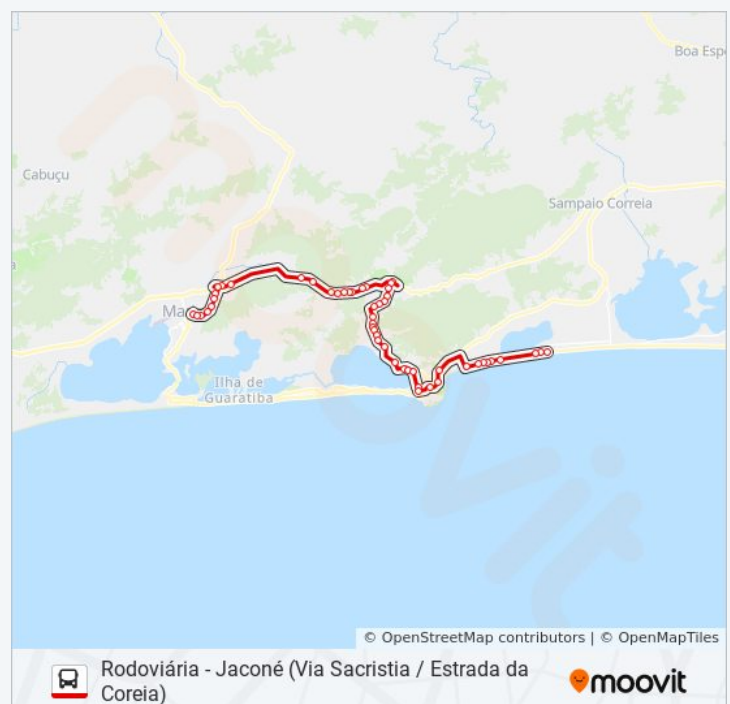 Boa Esp
Cabuçu
Sampaio Correia
Ma
Ilha de
Guaratiba
moovit
© OpenStreetMap contributors | © OpenMapTiles
Rodoviária - Jaconé (Via Sacristia / Estrada da
Coreia)
moovit